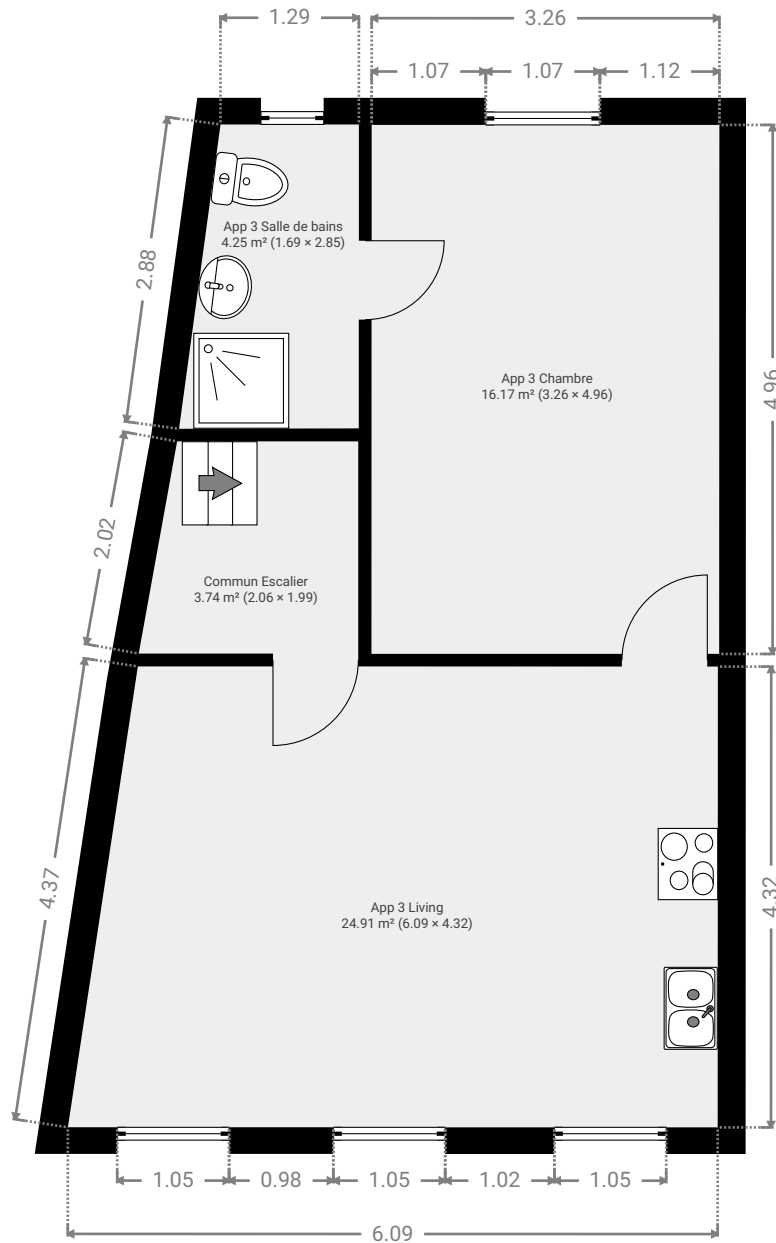 1.29
3.26
1.07
1.07
1.12
2.88
App 3 Salle de bains
4.25 m² (1.69 × 2.85)
App 3 Chambre
16.17 m² (3.26 × 4.96)
4.96
2.02
Commun Escalier
3.74 m² (2.06 × 1.99)
4.37
App 3 Living
24.91 m² (6.09 × 4.32)
4.32
1.05
0.98
1.05
1.02
1.05
6.09